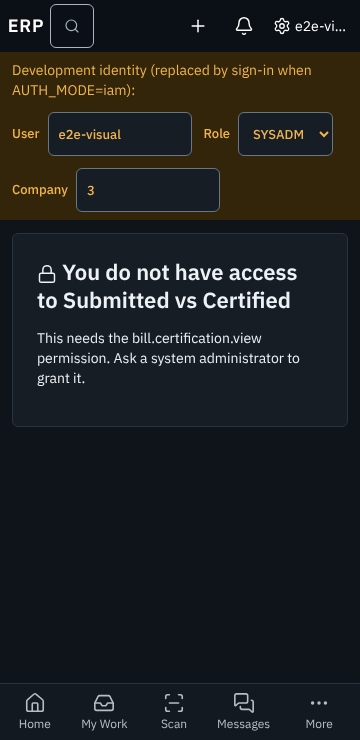 ERP
e2e-vi...
Development identity (replaced by sign-in when
AUTH_MODE=iam):
User e2e-visual Role SYSADM
Company 3
You do not have access
to Submitted vs Certified
This needs the bill.certification.view
permission. Ask a system administrator to
grant it.
Home My Work Scan Messages More